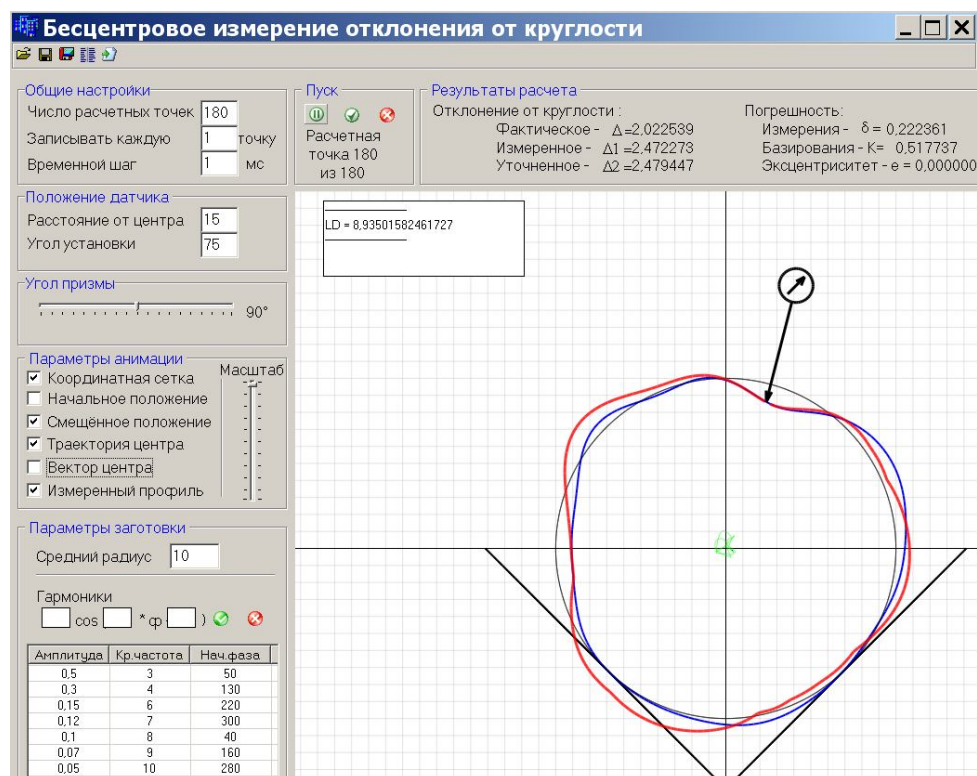 Бесцентровое измерение отклонения от круглости
Общие настройки
Число расчетных точек 180
Записывать каждую 1 точку
Временной шаг 1 мс
Пуск
Расчетная
точка 180
из 180
Результаты расчета
Отклонение от круглости :
Фактическое - Δ =2,022539
Измеренное - Δ1 =2,472273
Уточненное - Δ2 =2,479447
Погрешность:
Измерения - δ = 0,222361
Базирования - K= 0,517737
Эксцентриситет - e = 0,000000
Положение датчика
Расстояние от центра 15
Угол установки 75
LD = 8,93501582461727
Угол призмы
90°
Параметры анимации
Масштаб
Координатная сетка
Начальное положение
Смещённое положение
Траектория центра
Вектор центра
Измеренный профиль
Параметры заготовки
Средний радиус 10
Гармоники
cos ( * φ - )
Амплитуда Кр.частота Нач.фаза
0,5 3 50
0,3 4 130
0,15 6 220
0,12 7 300
0,1 8 40
0,07 9 160
0,05 10 280